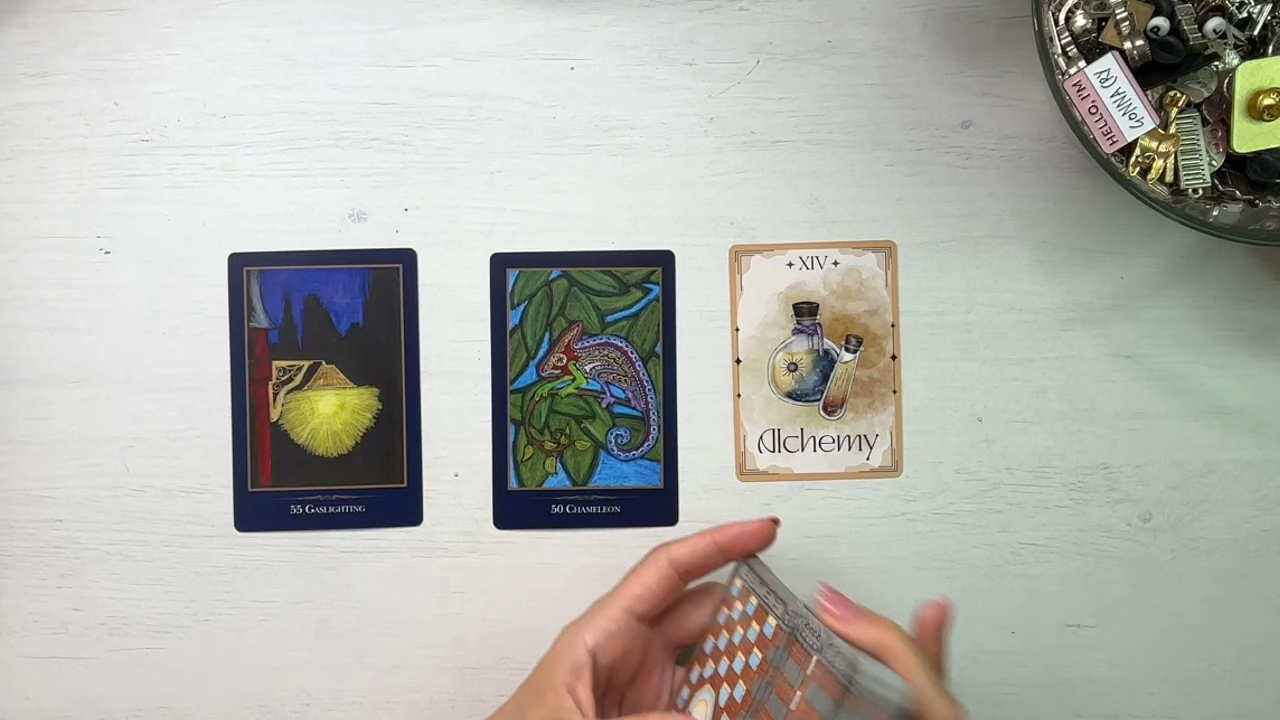 HELLO, I'M
GONNA CRY
XIV
Alchemy
55 GASLIGHTING
50 CHAMELEON
P